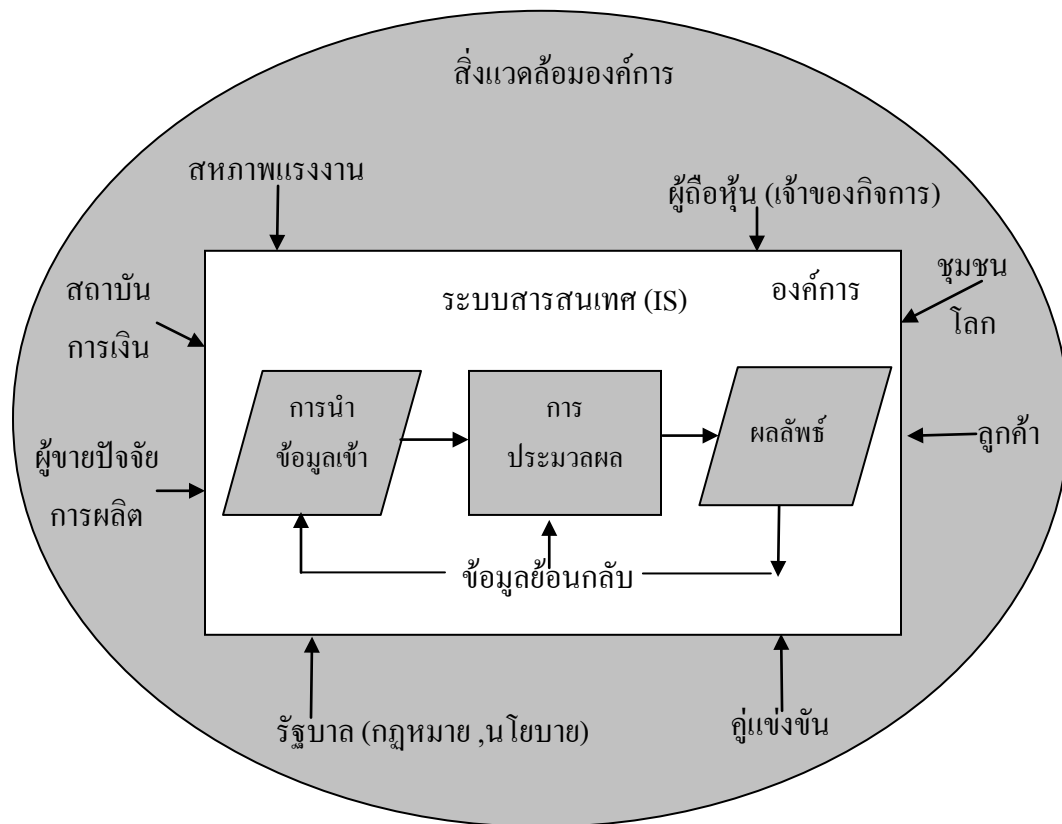 สิ่งแวดล้อมองค์การ
สหภาพแรงงาน
ผู้ถือหุ้น (เจ้าของกิจการ)
สถาบัน
การเงิน
ระบบสารสนเทศ (IS)
องค์การ
ชุมชน
โลก
การนำ
ข้อมูลเข้า
การ
ประมวลผล
ผลลัพธ์
ลูกค้า
ผู้ขายปัจจัย
การผลิต
ข้อมูลย้อนกลับ
รัฐบาล (กฎหมาย ,นโยบาย)
คู่แข่งขัน